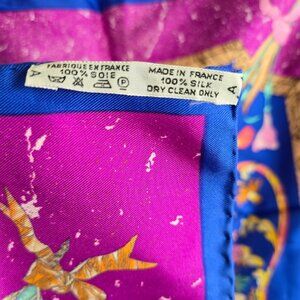 FABRIQUE EN FRANCE
100% SOIE
A
P
MADE IN FRANCE
100% SILK
DRY CLEAN ONLY
A